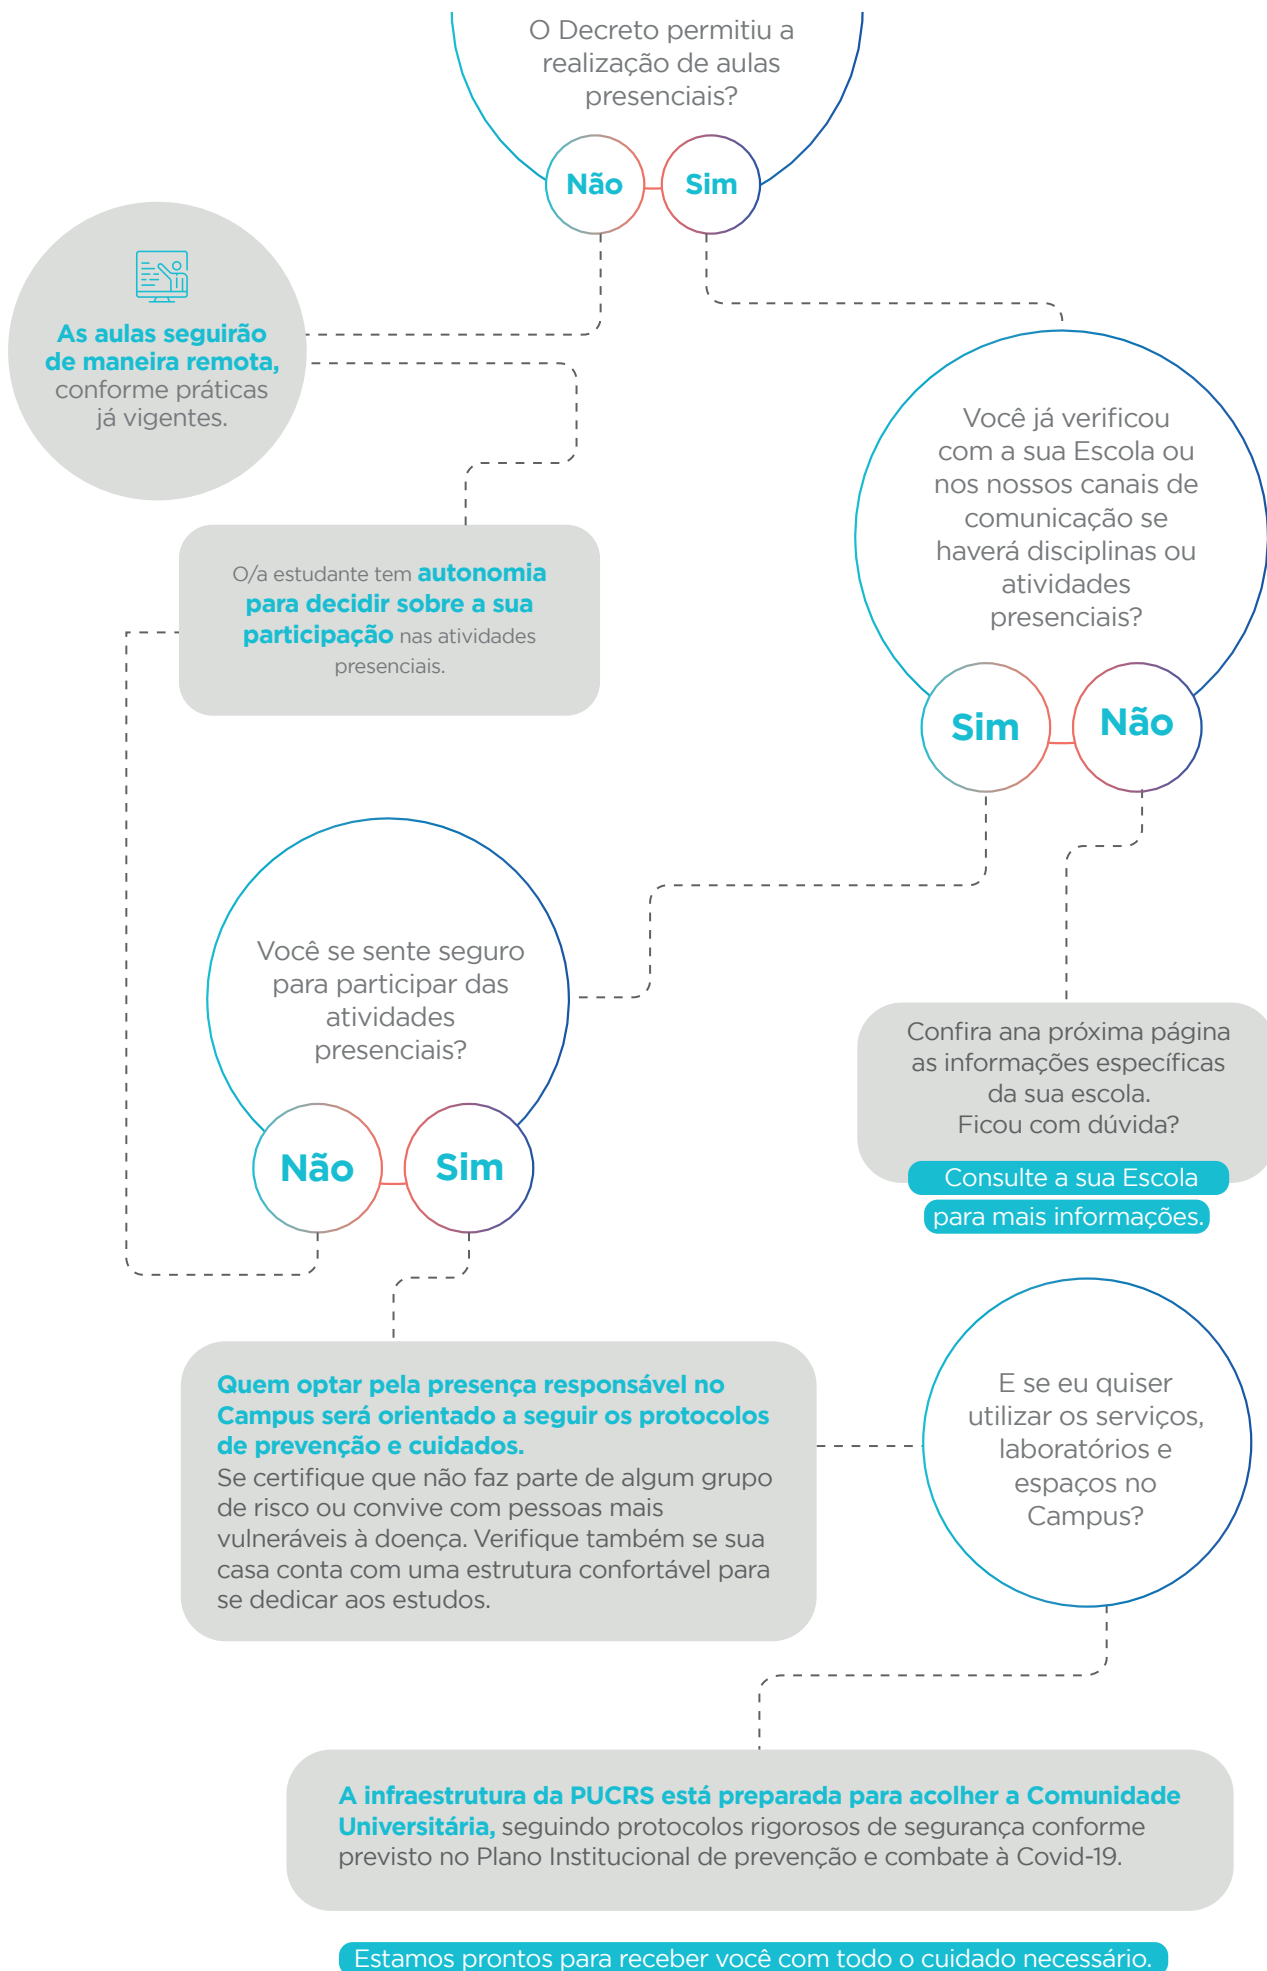 O Decreto permitiu a
realização de aulas
presenciais?
Não
Sim
As aulas seguirão
de maneira remota,
conforme práticas
já vigentes.
Você já verificou
com a sua Escola ou
nos nossos canais de
comunicação se
haverá disciplinas ou
atividades
presenciais?
Sim
Não
O/a estudante tem autonomia
para decidir sobre a sua
participação nas atividades
presenciais.
Você se sente seguro
para participar das
atividades
presenciais?
Não
Sim
Confira ana próxima página
as informações específicas
da sua escola.
Ficou com dúvida?
Consulte a sua Escola
para mais informações.
Quem optar pela presença responsável no
Campus será orientado a seguir os protocolos
de prevenção e cuidados.
Se certifique que não faz parte de algum grupo
de risco ou convive com pessoas mais
vulneráveis à doença. Verifique também se sua
casa conta com uma estrutura confortável para
se dedicar aos estudos.
E se eu quiser
utilizar os serviços,
laboratórios e
espaços no
Campus?
A infraestrutura da PUCRS está preparada para acolher a Comunidade
Universitária, seguindo protocolos rigorosos de segurança conforme
previsto no Plano Institucional de prevenção e combate à Covid-19.
Estamos prontos para receber você com todo o cuidado necessário.